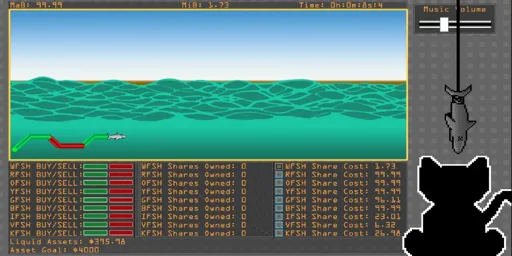 MaB: 99.99 MiB: 1.73 Time: 0h:0m:8s:4
Music Volume
WFSH BUY/SELL: WFSH Shares Owned: 0 WFSH Share Cost: 1.73
RFSH BUY/SELL: RFSH Shares Owned: 0 RFSH Share Cost: 99.99
OFSH BUY/SELL: OFSH Shares Owned: 0 OFSH Share Cost: 99.99
YFSH BUY/SELL: YFSH Shares Owned: 0 YFSH Share Cost: 99.99
GFSH BUY/SELL: GFSH Shares Owned: 0 GFSH Share Cost: 96.11
BFSH BUY/SELL: BFSH Shares Owned: 0 BFSH Share Cost: 99.99
IFSH BUY/SELL: IFSH Shares Owned: 0 IFSH Share Cost: 23.01
VFSH BUY/SELL: VFSH Shares Owned: 0 VFSH Share Cost: 6.32
KFSH BUY/SELL: KFSH Shares Owned: 0 KFSH Share Cost: 26.98
Liquid Assets: *395.98
Asset Goal: *4000